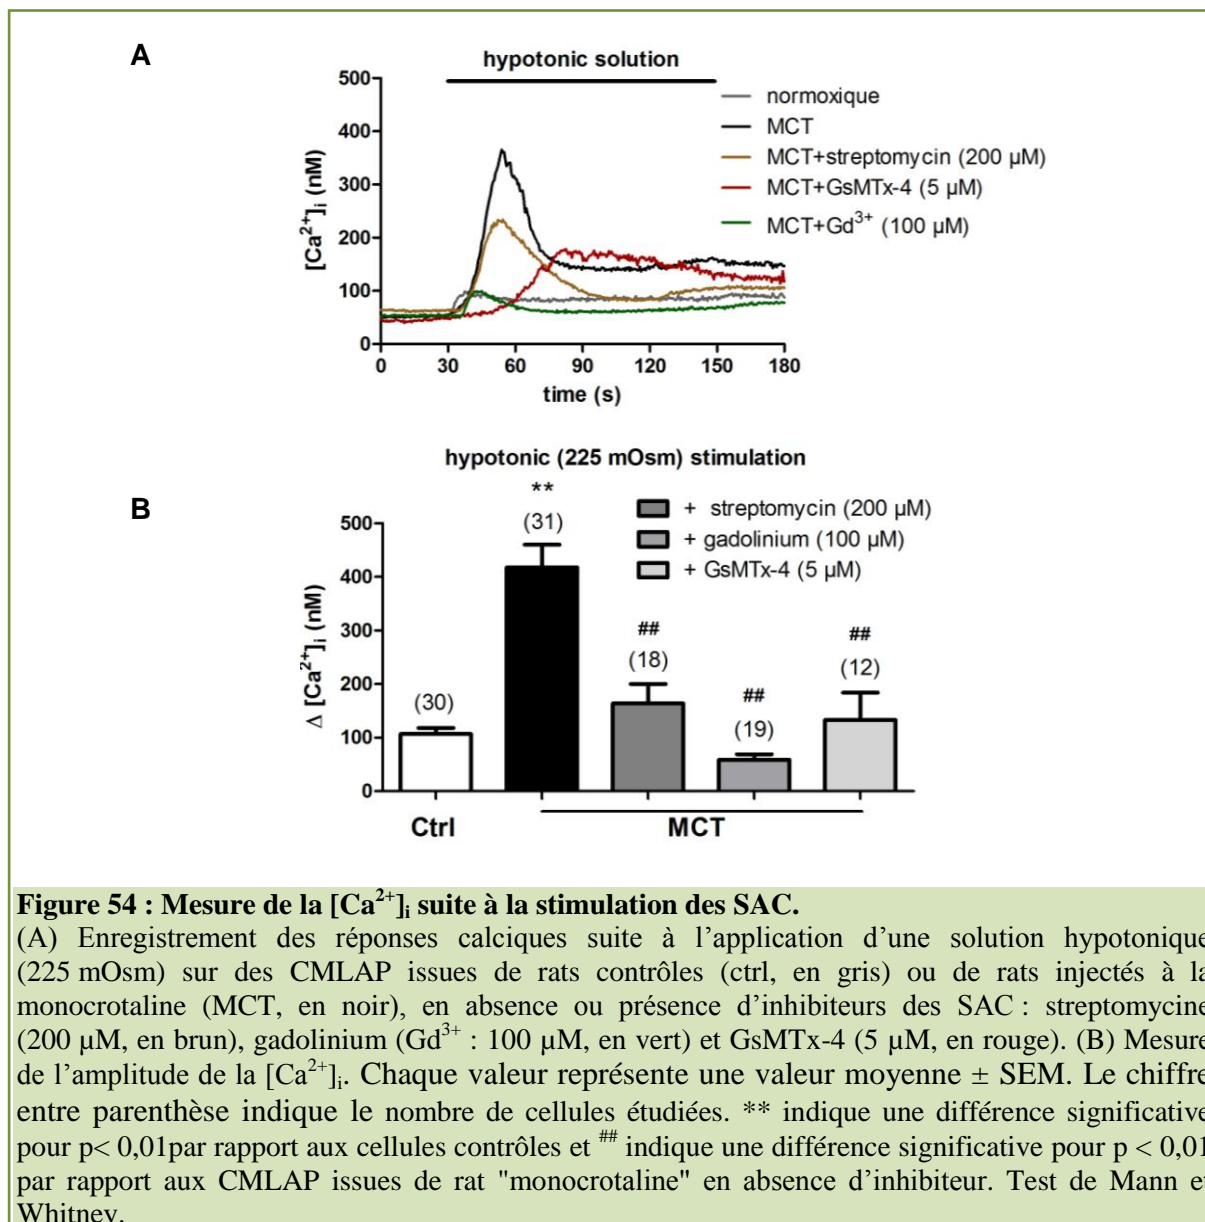 A
hypotonic solution
[Ca²⁺]ᵢ (nM)
500
400
300
200
100
0
0 30 60 90 120 150 180
time (s)
normoxique
MCT
MCT+streptomycin (200 µM)
MCT+GsMTx-4 (5 µM)
MCT+Gd³⁺ (100 µM)
B
hypotonic (225 mOsm) stimulation
Δ [Ca²⁺]ᵢ (nM)
500
400
300
200
100
0
+ streptomycin (200 µM)
+ gadolinium (100 µM)
+ GsMTx-4 (5 µM)
(30)
**
(31)
##
(18)
##
(19)
##
(12)
Ctrl
MCT
Figure 54 : Mesure de la [Ca²⁺]ᵢ suite à la stimulation des SAC.
(A) Enregistrement des réponses calciques suite à l’application d’une solution hypotonique
(225 mOsm) sur des CMLAP issues de rats contrôles (ctrl, en gris) ou de rats injectés à la
monocrotaline (MCT, en noir), en absence ou présence d’inhibiteurs des SAC : streptomycine
(200 µM, en brun), gadolinium (Gd³⁺ : 100 µM, en vert) et GsMTx-4 (5 µM, en rouge). (B) Mesure
de l’amplitude de la [Ca²⁺]ᵢ. Chaque valeur représente une valeur moyenne ± SEM. Le chiffre
entre parenthèse indique le nombre de cellules étudiées. ** indique une différence significative
pour p< 0,01par rapport aux cellules contrôles et ## indique une différence significative pour p < 0,01
par rapport aux CMLAP issues de rat "monocrotaline" en absence d’inhibiteur. Test de Mann et
Whitney.